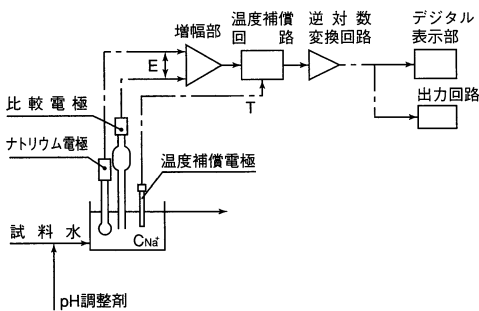 増幅部
温度補償
回　　路
逆 対 数
変換回路
デジタル
表示部
E
出力回路
T
比 較 電 極
ナトリウム電極
温度補償電極
試 料 水
CNa+
pH調整剤